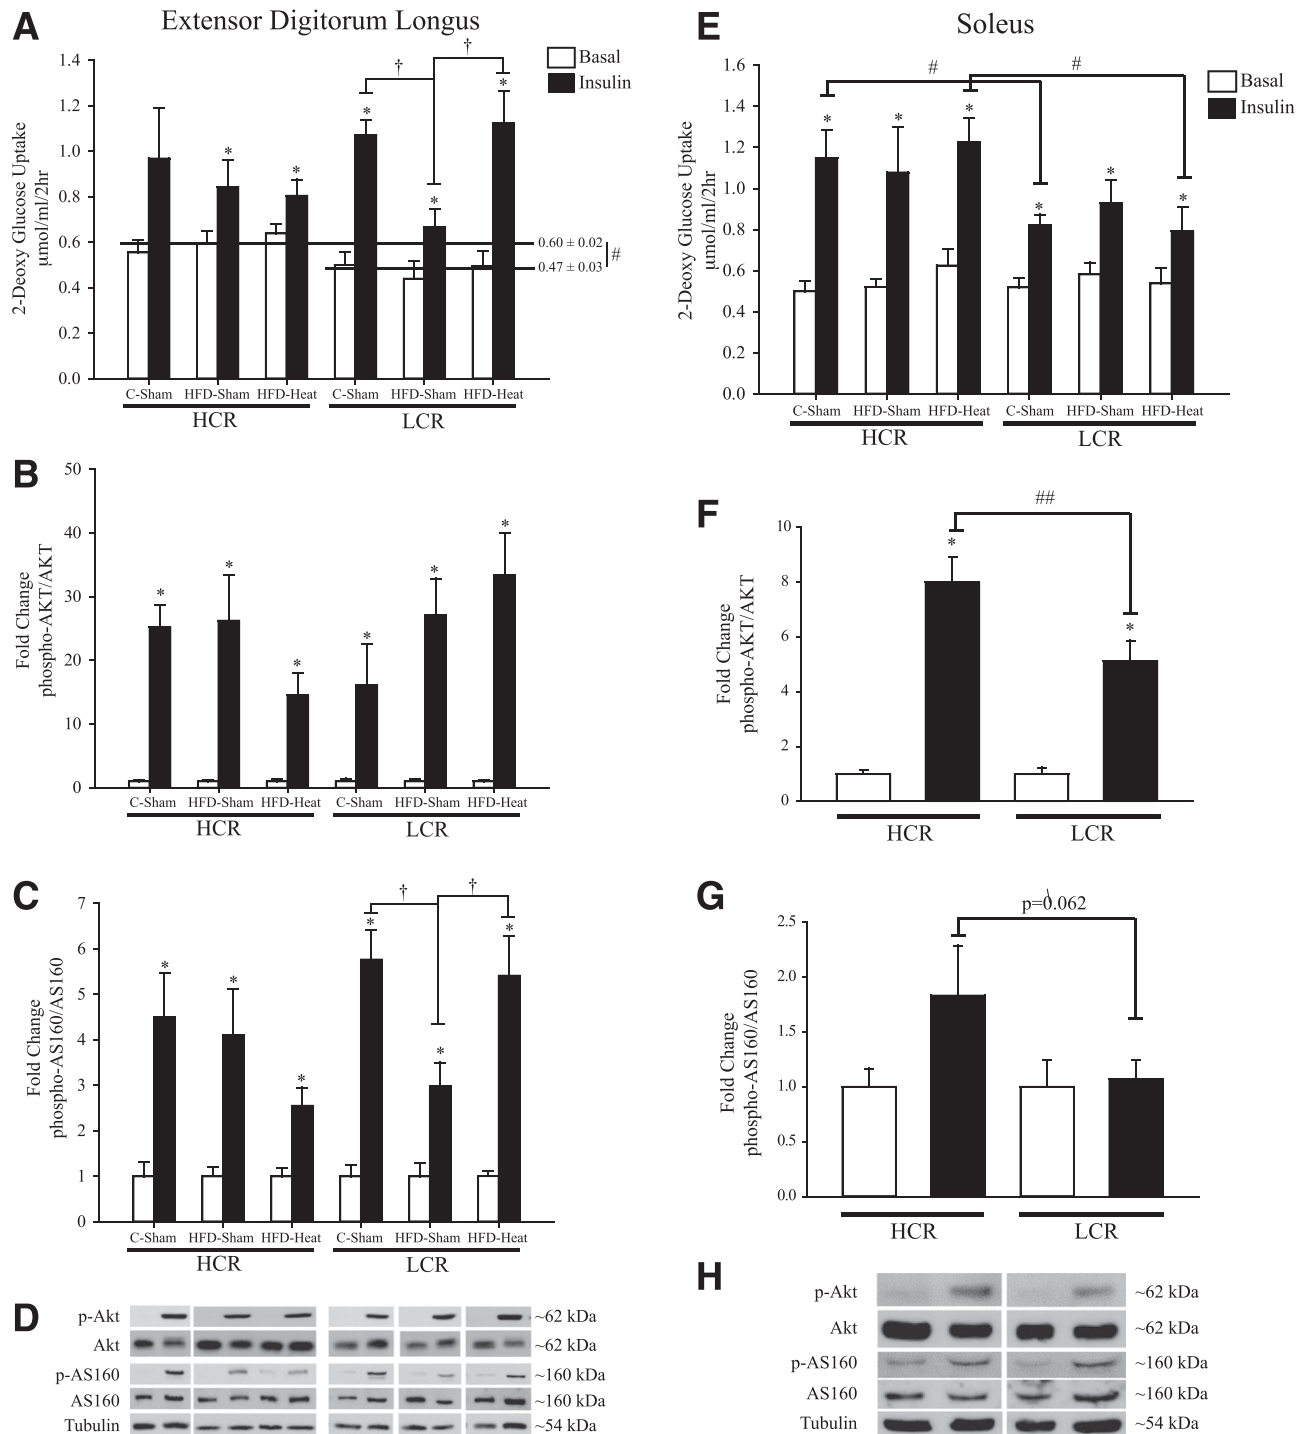 A
Extensor Digitorum Longus
2-Deoxy Glucose Uptake
μmol/ml/2hr
1.4
1.2
1.0
0.8
0.6
0.4
0.2
0.0
† †
Basal
Insulin
* * * * *
0.60 ± 0.02
0.47 ± 0.03
#
C-Sham HFD-Sham HFD-Heat C-Sham HFD-Sham HFD-Heat
HCR LCR
B
Fold Change
phospho-AKT/AKT
50
40
30
20
10
0
* * * * * *
C-Sham HFD-Sham HFD-Heat C-Sham HFD-Sham HFD-Heat
HCR LCR
C
Fold Change
phospho-AS160/AS160
7
6
5
4
3
2
1
0
† †
* * * * * *
C-Sham HFD-Sham HFD-Heat C-Sham HFD-Sham HFD-Heat
HCR LCR
D
p-Akt ~62 kDa
Akt ~62 kDa
p-AS160 ~160 kDa
AS160 ~160 kDa
Tubulin ~54 kDa
E
Soleus
2-Deoxy Glucose Uptake
μmol/ml/2hr
1.6
1.4
1.2
1.0
0.8
0.6
0.4
0.2
0.0
# #
Basal
Insulin
* * * * * *
C-Sham HFD-Sham HFD-Heat C-Sham HFD-Sham HFD-Heat
HCR LCR
F
Fold Change
phospho-AKT/AKT
10
8
6
4
2
0
##
* *
HCR LCR
G
Fold Change
phospho-AS160/AS160
2.5
2.0
1.5
1.0
0.5
0.0
p=0.062
HCR LCR
H
p-Akt ~62 kDa
Akt ~62 kDa
p-AS160 ~160 kDa
AS160 ~160 kDa
Tubulin ~54 kDa